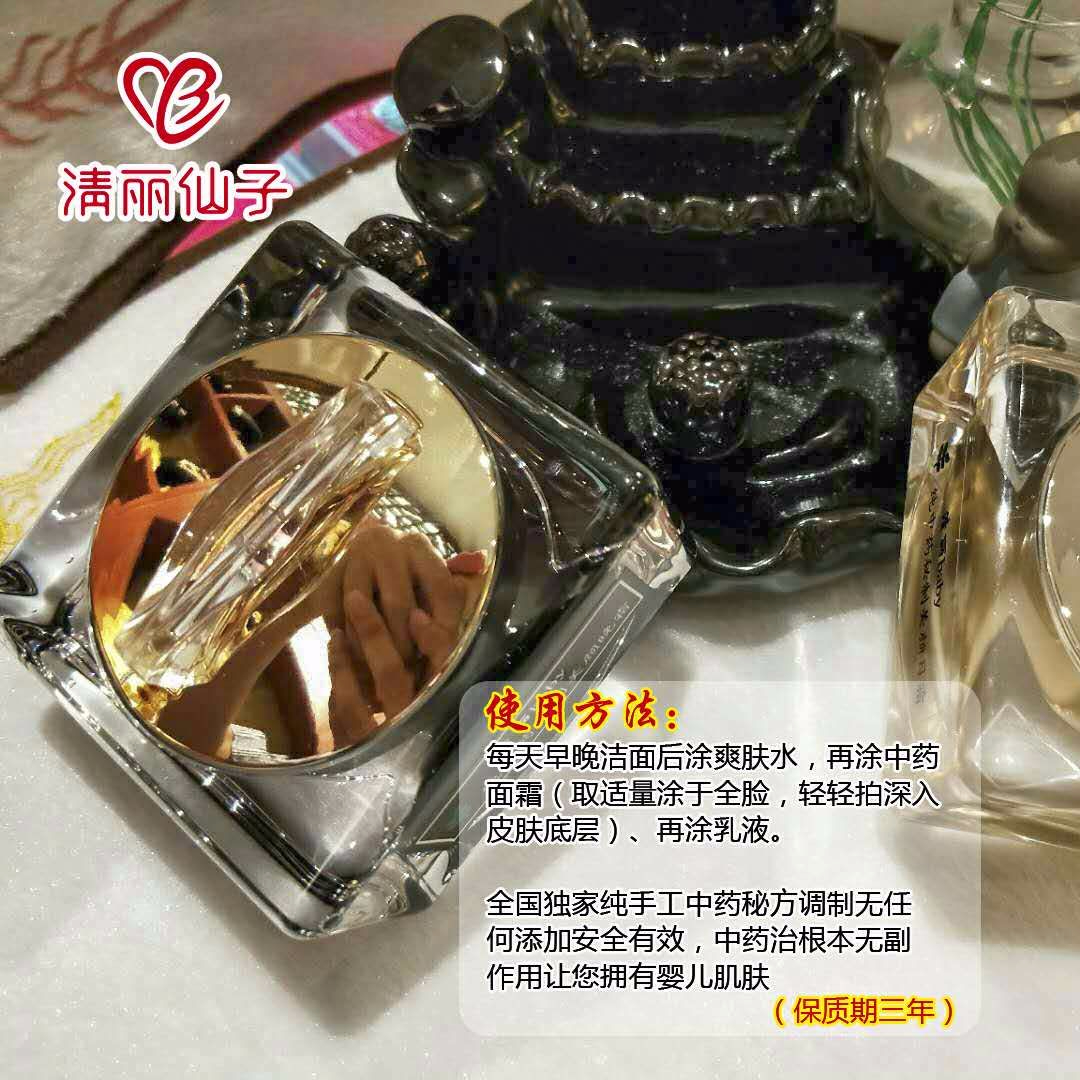 清丽仙子
使用方法：
每天早晚洁面后涂爽肤水，再涂中药
面霜（取适量涂于全脸，轻轻拍深入
皮肤底层）、再涂乳液。
全国独家纯手工中药秘方调制无任
何添加安全有效，中药治根本无副
作用让您拥有婴儿肌肤
（保质期三年）